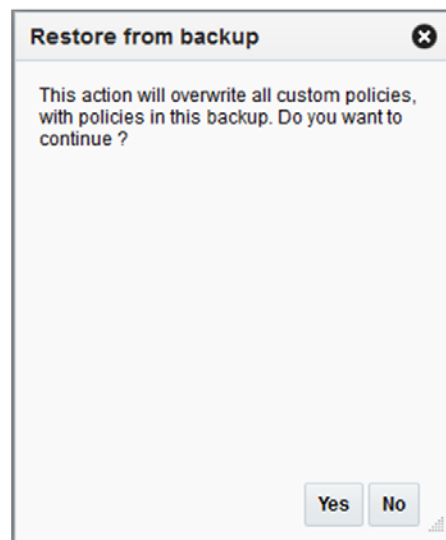 Restore from backup
This action will overwrite all custom policies,
with policies in this backup. Do you want to
continue ?
Yes No